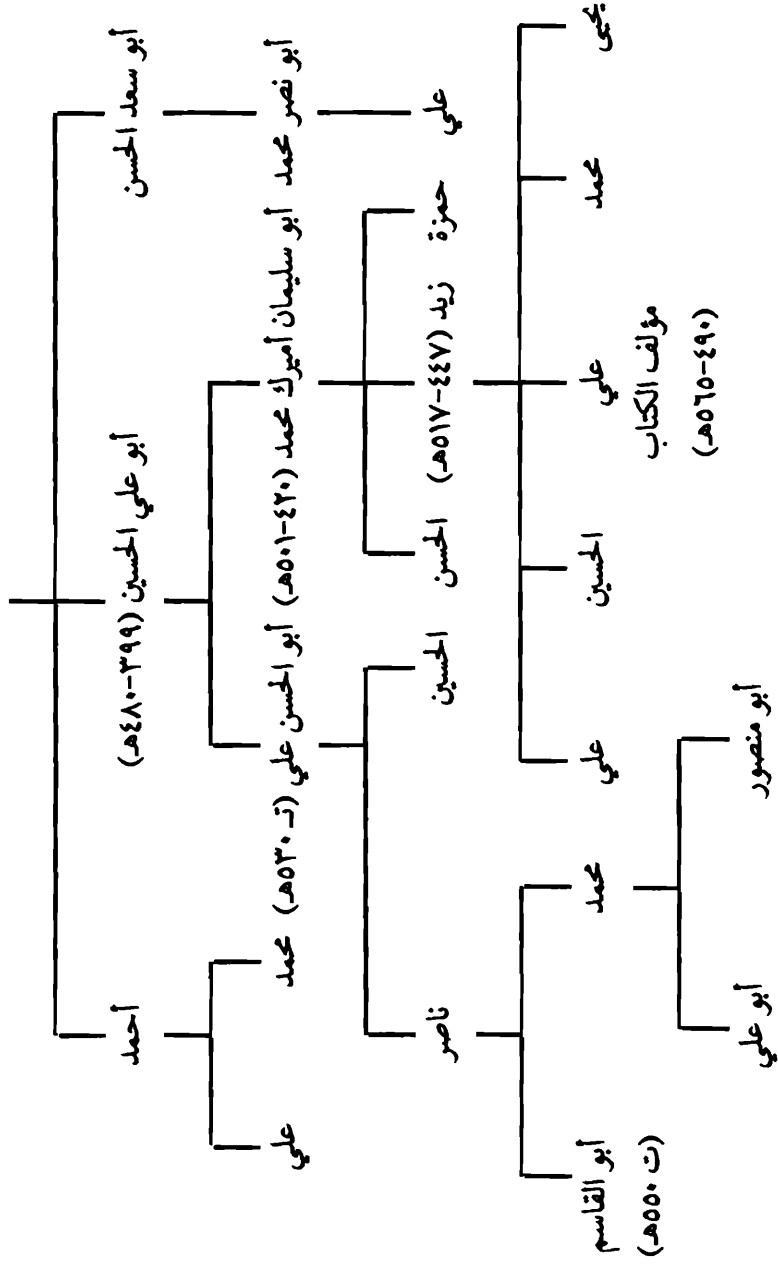 أبو سعد الحسن
أبو علي الحسين (٣٩٩-٤٨٠هـ)
أحمد
أبو نصر محمد
أبو سليمان أميرك محمد (٤٢٠-٥٠١هـ)
أبو الحسن علي (تـ ٥٣٠هـ)
محمد
علي
علي
حمزة
زيد (٤٤٧-٥١٧هـ)
الحسن
الحسين
ناصر
يحيى
محمد
علي
مؤلف الكتاب
(٤٩٠-٥٦٥هـ)
الحسين
علي
محمد
أبو القاسم
(ت ٥٥٠هـ)
أبو منصور
أبو علي